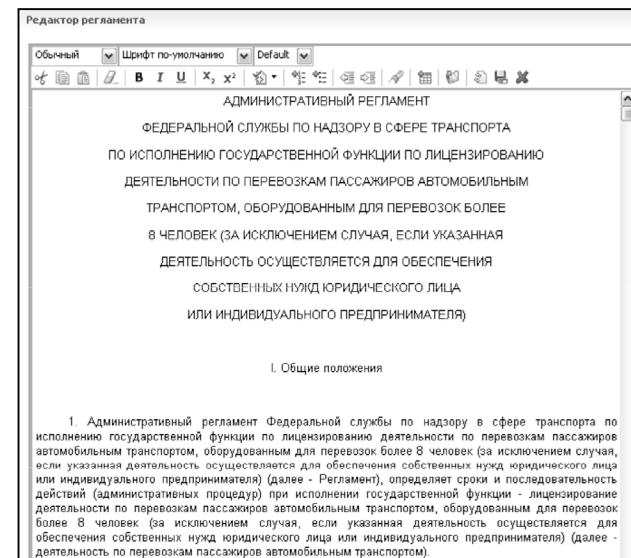 Редактор регламента
Обычный Шрифт по-умолчанию Default
B I U X₂ X²
АДМИНИСТРАТИВНЫЙ РЕГЛАМЕНТ
ФЕДЕРАЛЬНОЙ СЛУЖБЫ ПО НАДЗОРУ В СФЕРЕ ТРАНСПОРТА
ПО ИСПОЛНЕНИЮ ГОСУДАРСТВЕННОЙ ФУНКЦИИ ПО ЛИЦЕНЗИРОВАНИЮ
ДЕЯТЕЛЬНОСТИ ПО ПЕРЕВОЗКАМ ПАССАЖИРОВ АВТОМОБИЛЬНЫМ
ТРАНСПОРТОМ, ОБОРУДОВАННЫМ ДЛЯ ПЕРЕВОЗОК БОЛЕЕ
8 ЧЕЛОВЕК (ЗА ИСКЛЮЧЕНИЕМ СЛУЧАЯ, ЕСЛИ УКАЗАННАЯ
ДЕЯТЕЛЬНОСТЬ ОСУЩЕСТВЛЯЕТСЯ ДЛЯ ОБЕСПЕЧЕНИЯ
СОБСТВЕННЫХ НУЖД ЮРИДИЧЕСКОГО ЛИЦА
ИЛИ ИНДИВИДУАЛЬНОГО ПРЕДПРИНИМАТЕЛЯ)
I. Общие положения
1. Административный регламент Федеральной службы по надзору в сфере транспорта по
исполнению государственной функции по лицензированию деятельности по перевозкам пассажиров
автомобильным транспортом, оборудованным для перевозок более 8 человек (за исключением случая,
если указанная деятельность осуществляется для обеспечения собственных нужд юридического лица
или индивидуального предпринимателя) (далее - Регламент), определяет сроки и последовательность
действий (административных процедур) при исполнении государственной функции - лицензирование
деятельности по перевозкам пассажиров автомобильным транспортом, оборудованным для перевозок
более 8 человек (за исключением случая, если указанная деятельность осуществляется для
обеспечения собственных нужд юридического лица или индивидуального предпринимателя) (далее -
деятельность по перевозкам пассажиров автомобильным транспортом).